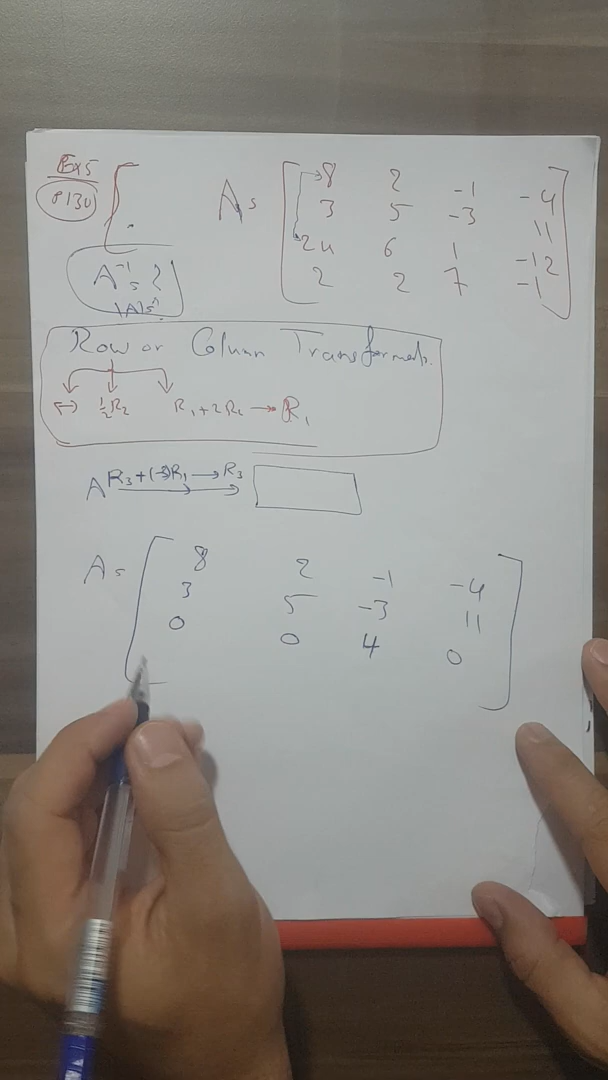 Ex5
P130
A =
8 2 -1 -4
3 5 -3 11
24 6 1 -12
2 2 7 -1
A⁻¹ = ?
|A| = ?
Row or Column Transformats.
↔ ½R₂ R₁+2R₂ → R₁
A R₃+(-3)R₁ → R₃
A =
8 2 -1 -4
3 5 -3 11
0 0 4 0